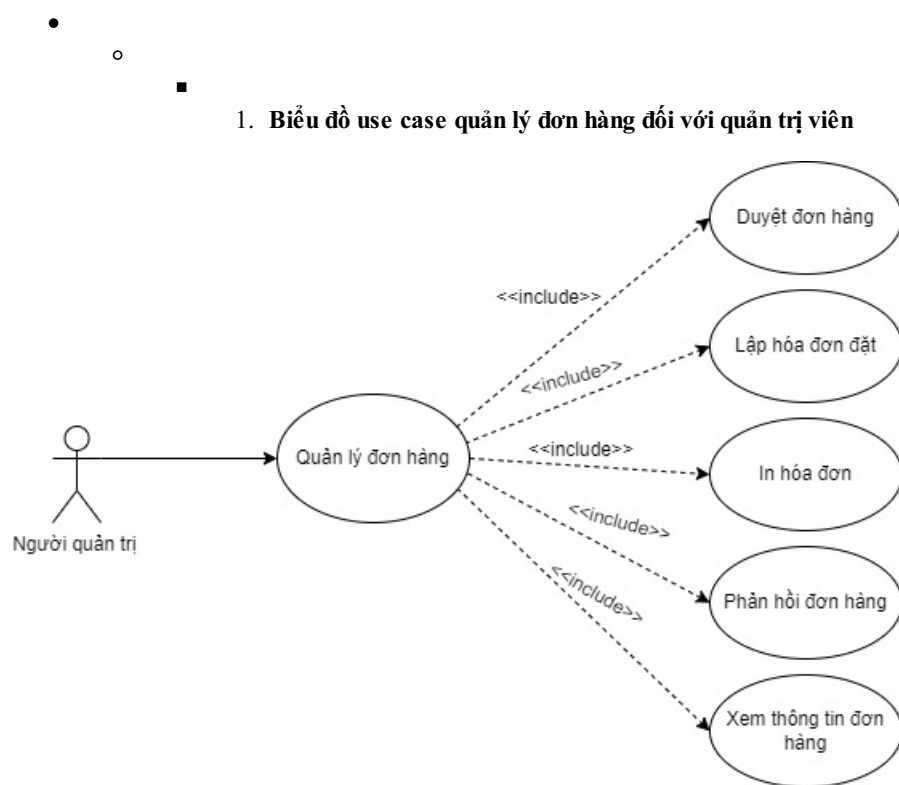 1. Biểu đồ use case quản lý đơn hàng đối với quản trị viên
Duyệt đơn hàng
<<include>>
Lập hóa đơn đặt
<<include>>
Quản lý đơn hàng
<<include>>
In hóa đơn
<<include>>
Người quản trị
<<include>>
Phản hồi đơn hàng
Xem thông tin đơn
hàng